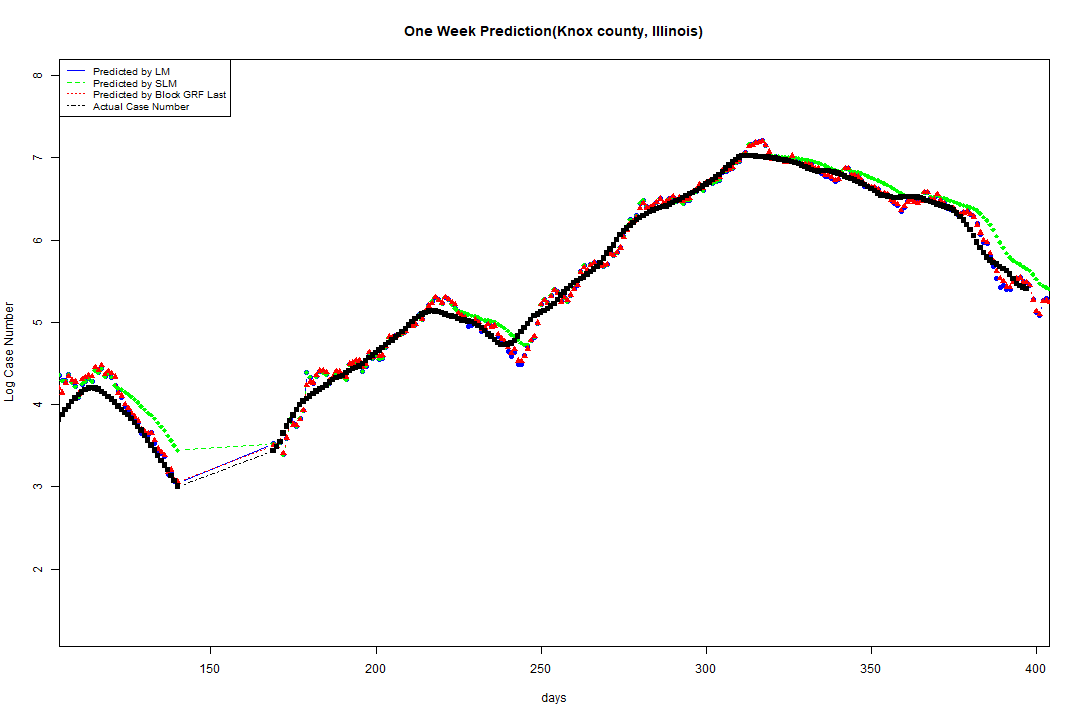 One Week Prediction(Knox county, Illinois)
Predicted by LM
Predicted by SLM
Predicted by Block GRF Last
Actual Case Number
8
7
6
5
4
3
2
Log Case Number
150
200
250
300
350
400
days